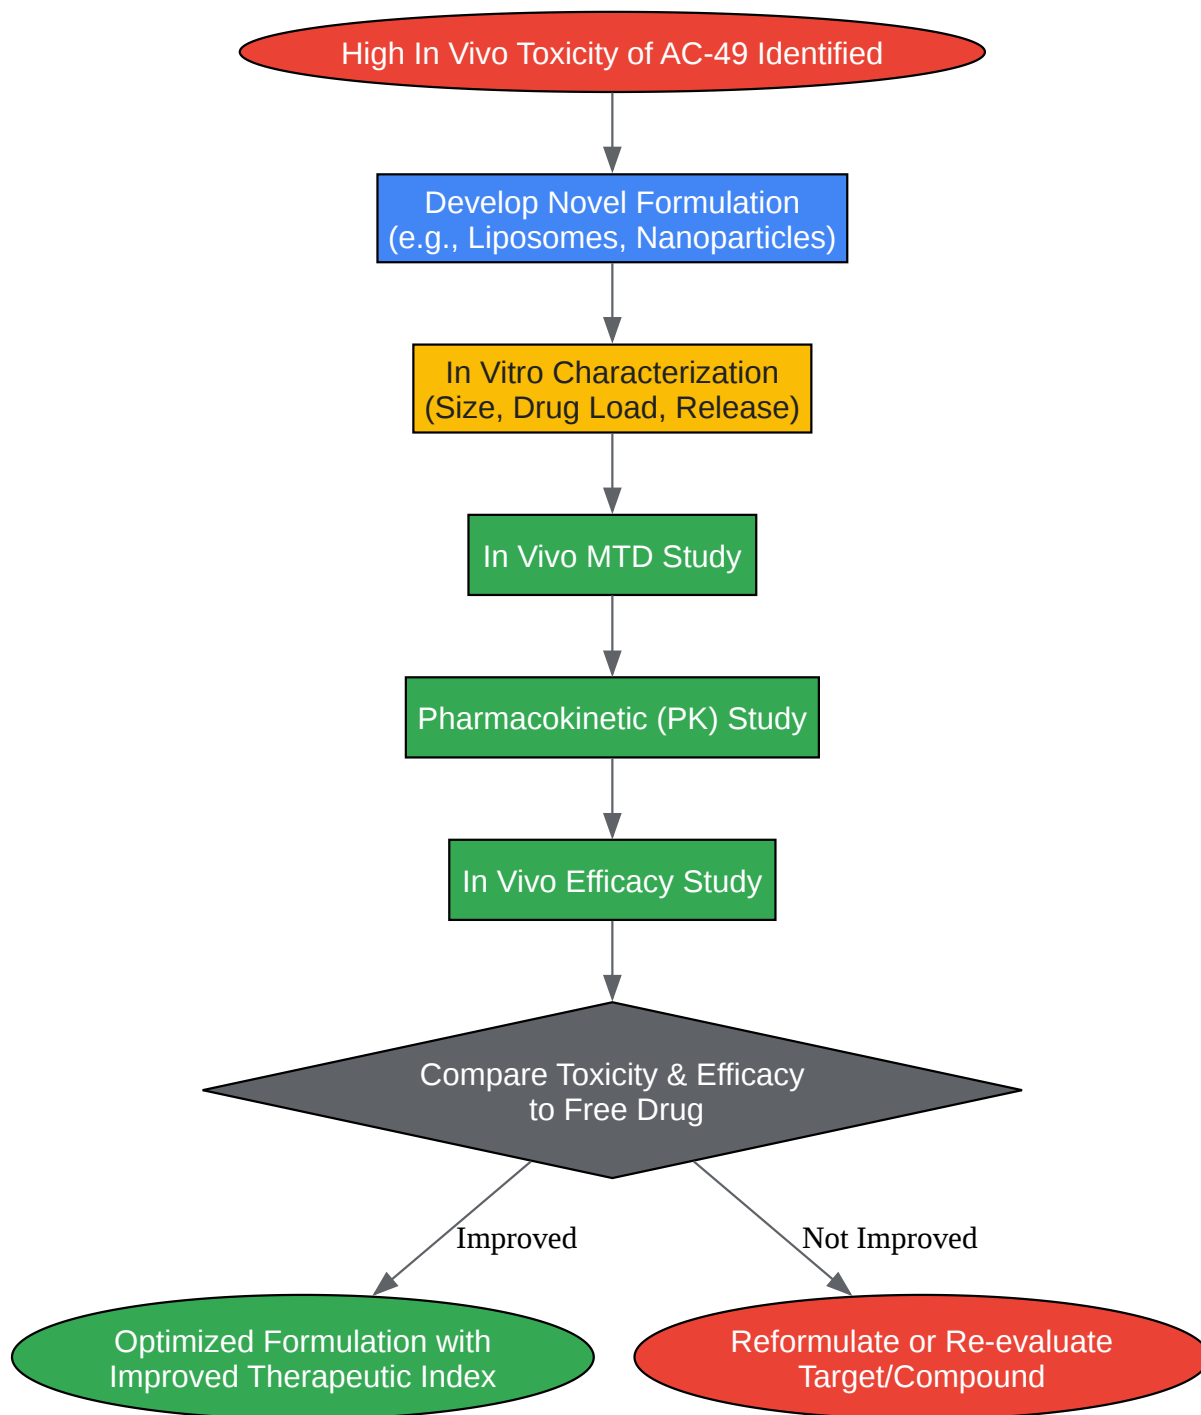 High In Vivo Toxicity of AC-49 Identified
Develop Novel Formulation
(e.g., Liposomes, Nanoparticles)
In Vitro Characterization
(Size, Drug Load, Release)
In Vivo MTD Study
Pharmacokinetic (PK) Study
In Vivo Efficacy Study
Compare Toxicity & Efficacy
to Free Drug
Improved
Not Improved
Optimized Formulation with
Improved Therapeutic Index
Reformulate or Re-evaluate
Target/Compound